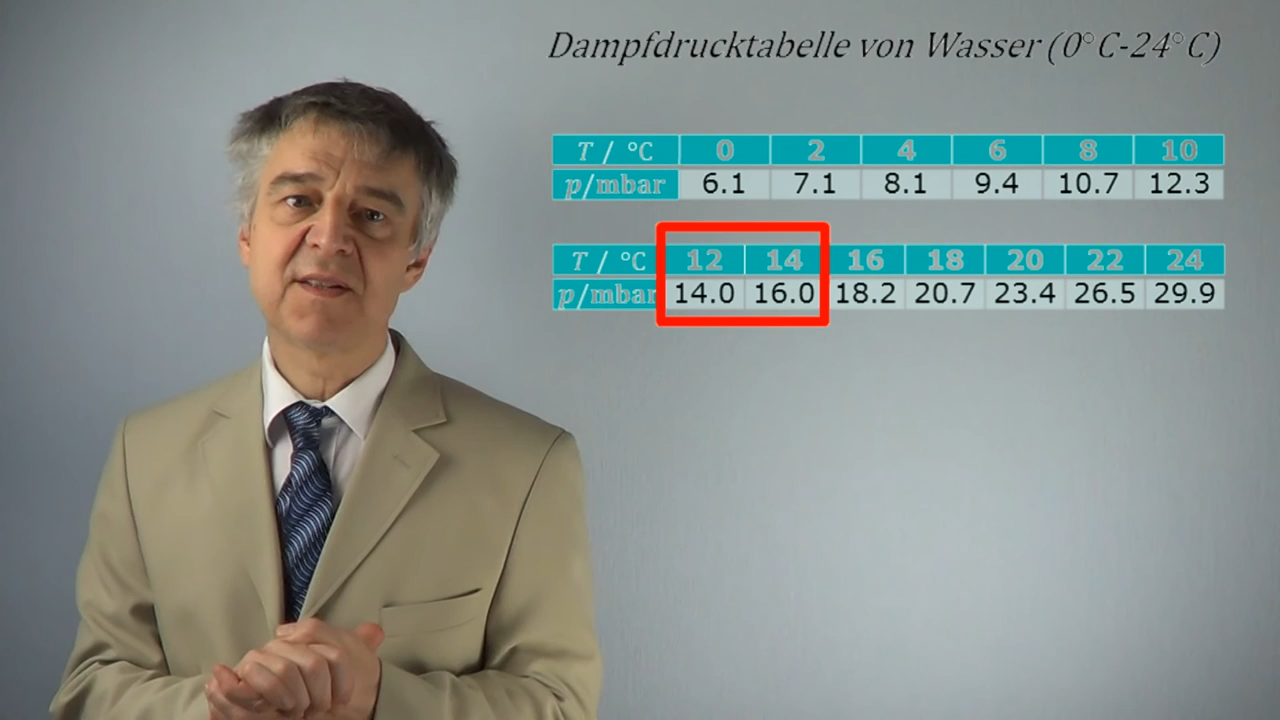 Dampfdrucktabelle von Wasser (0°C-24°C)
T / °C 0 2 4 6 8 10
p/mbar 6.1 7.1 8.1 9.4 10.7 12.3
T / °C 12 14 16 18 20 22 24
p/mbar 14.0 16.0 18.2 20.7 23.4 26.5 29.9